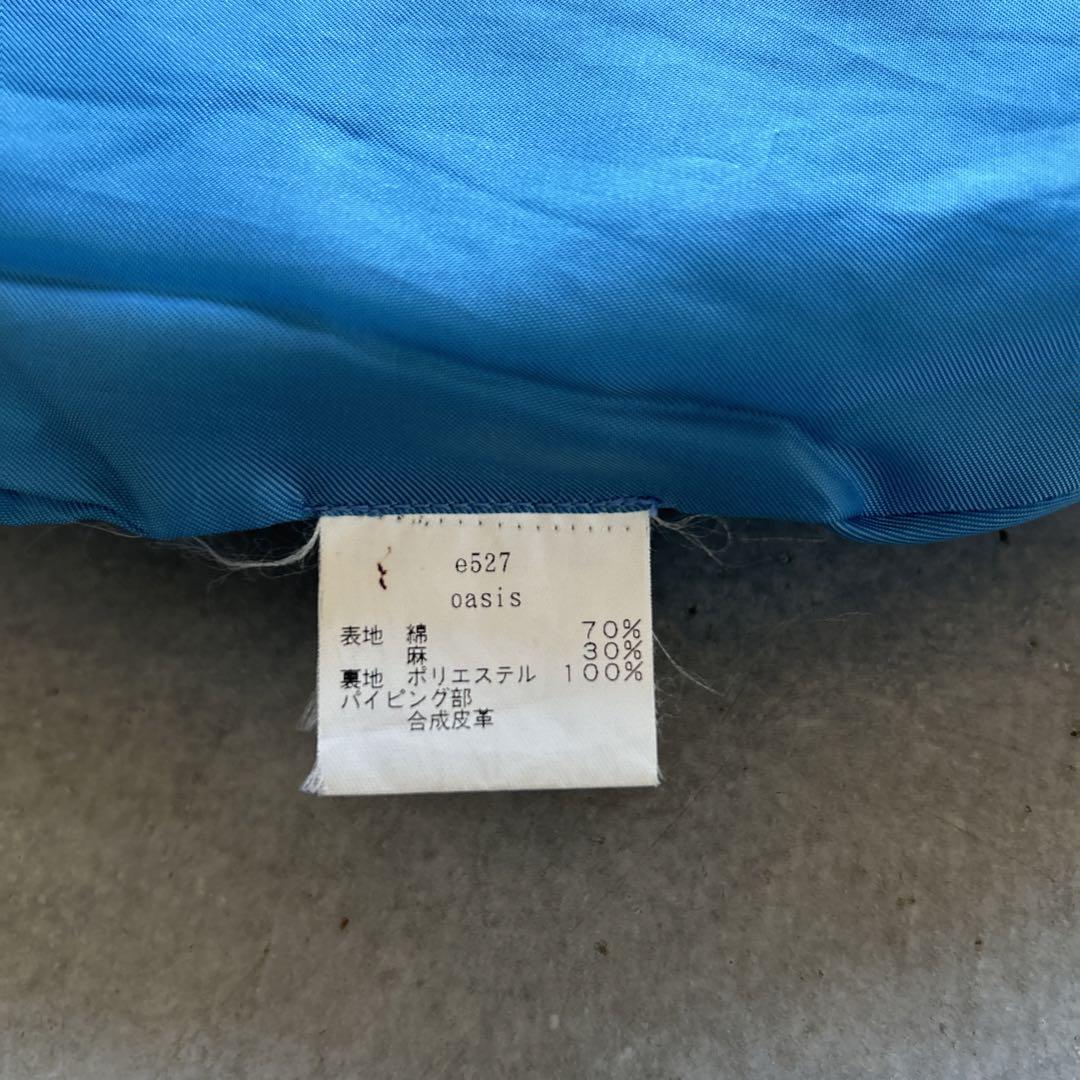 e527
oasis
表地 綿 70%
麻 30%
裏地 ポリエステル 100%
パイピング部
合成皮革